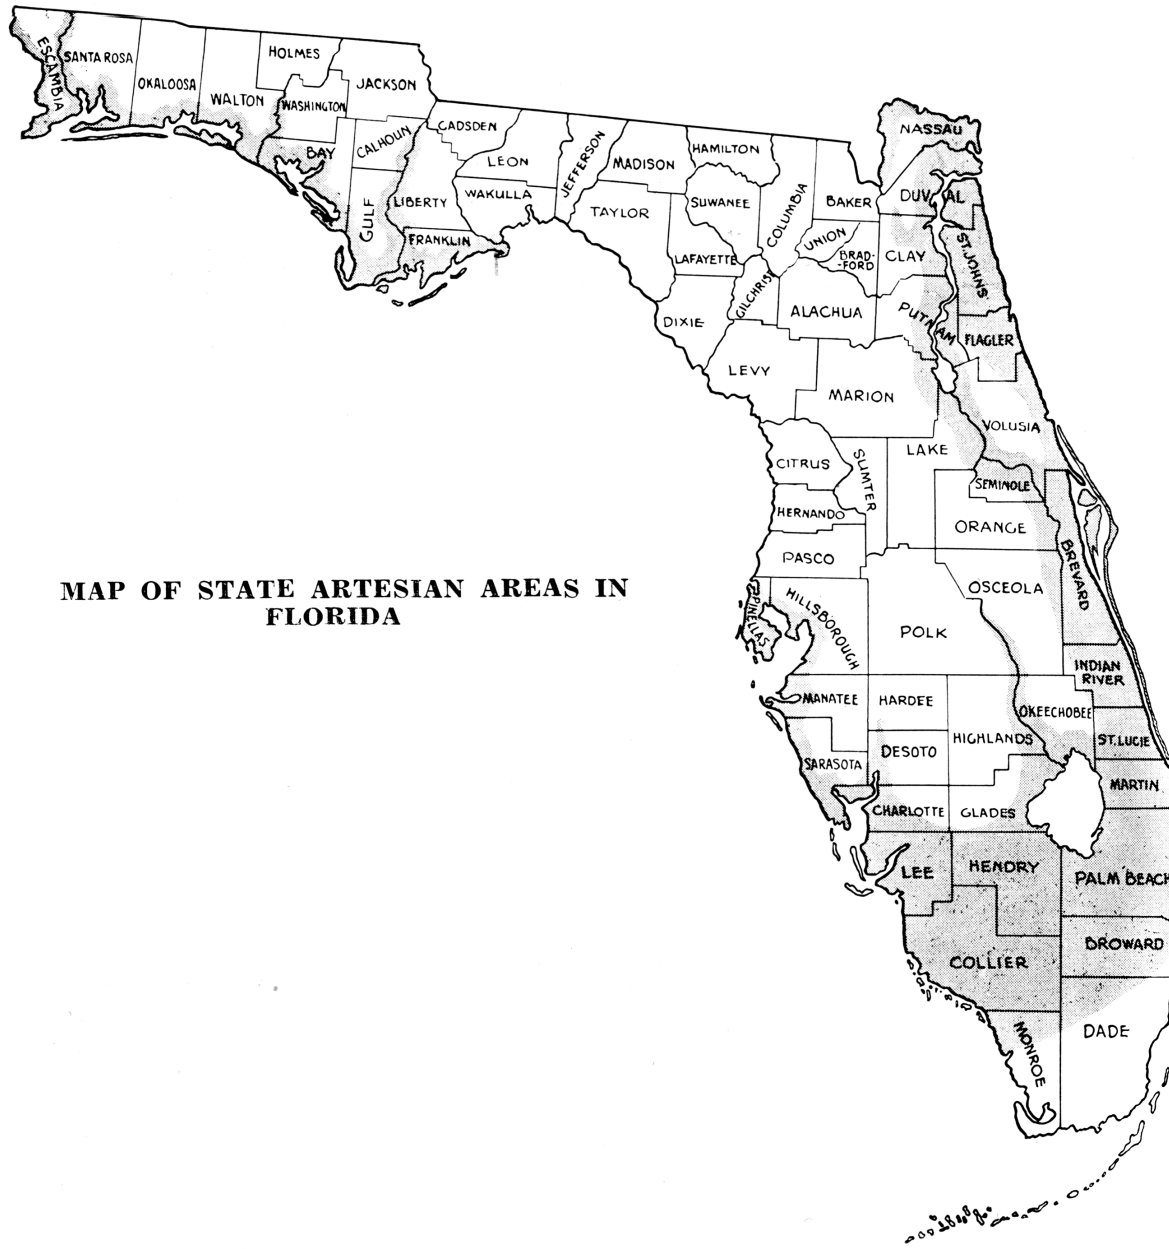 ESCAMBIA
SANTA ROSA
OKALOOSA
WALTON
HOLMES
WASHINGTON
JACKSON
BAY
CALHOUN
GULF
GADSDEN
LIBERTY
FRANKLIN
LEON
WAKULLA
JEFFERSON
MADISON
TAYLOR
HAMILTON
SUWANEE
LAFAYETTE
DIXIE
COLUMBIA
GILCHRIST
BAKER
UNION
BRAD-
-FORD
NASSAU
DUVAL
CLAY
ST. JOHNS
ALACHUA
PUTNAM
FLAGLER
LEVY
MARION
VOLUSIA
CITRUS
SUMTER
LAKE
SEMINOLE
HERNANDO
ORANGE
PASCO
BREVARD
OSCEOLA
MAP OF STATE ARTESIAN AREAS IN
FLORIDA
PINELLAS
HILLSBOROUGH
POLK
INDIAN
RIVER
MANATEE
HARDEE
OKEECHOBEE
HIGHLANDS
ST. LUCIE
SARASOTA
DESOTO
MARTIN
CHARLOTTE
GLADES
LEE
HENDRY
PALM BEACH
BROWARD
COLLIER
DADE
MONROE